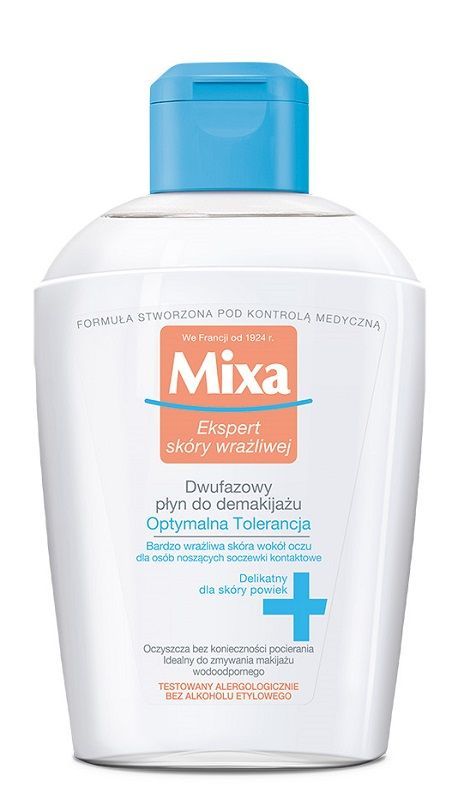 FORMUŁA STWORZONA POD KONTROLĄ MEDYCZNĄ
We Francji od 1924 r.
Mixa
Ekspert
skóry wrażliwej
Dwufazowy
płyn do demakijażu
Optymalna Tolerancja
Bardzo wrażliwa skóra wokół oczu
dla osób noszących soczewki kontaktowe
Delikatny
dla skóry powiek
Oczyszcza bez konieczności pocierania
Idealny do zmywania makijażu
wodoodpornego
TESTOWANY ALERGOLOGICZNIE
BEZ ALKOHOLU ETYLOWEGO